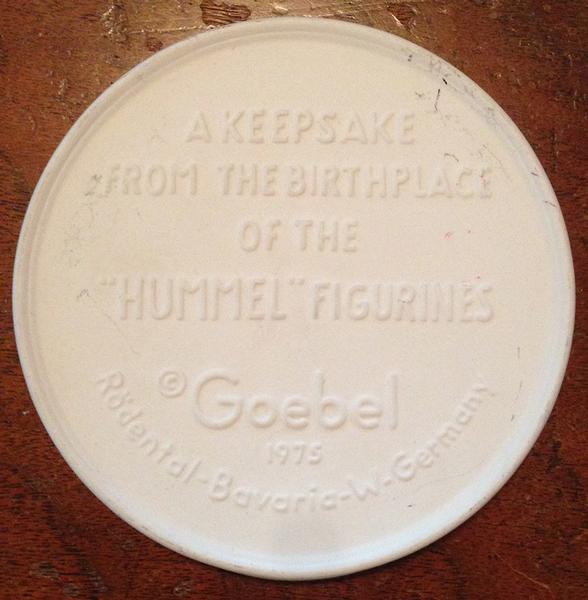 A KEEPSAKE
FROM THE BIRTHPLACE
OF THE
"HUMMEL" FIGURINES
© Goebel
1975
Rödental-Bavaria-W-Germany